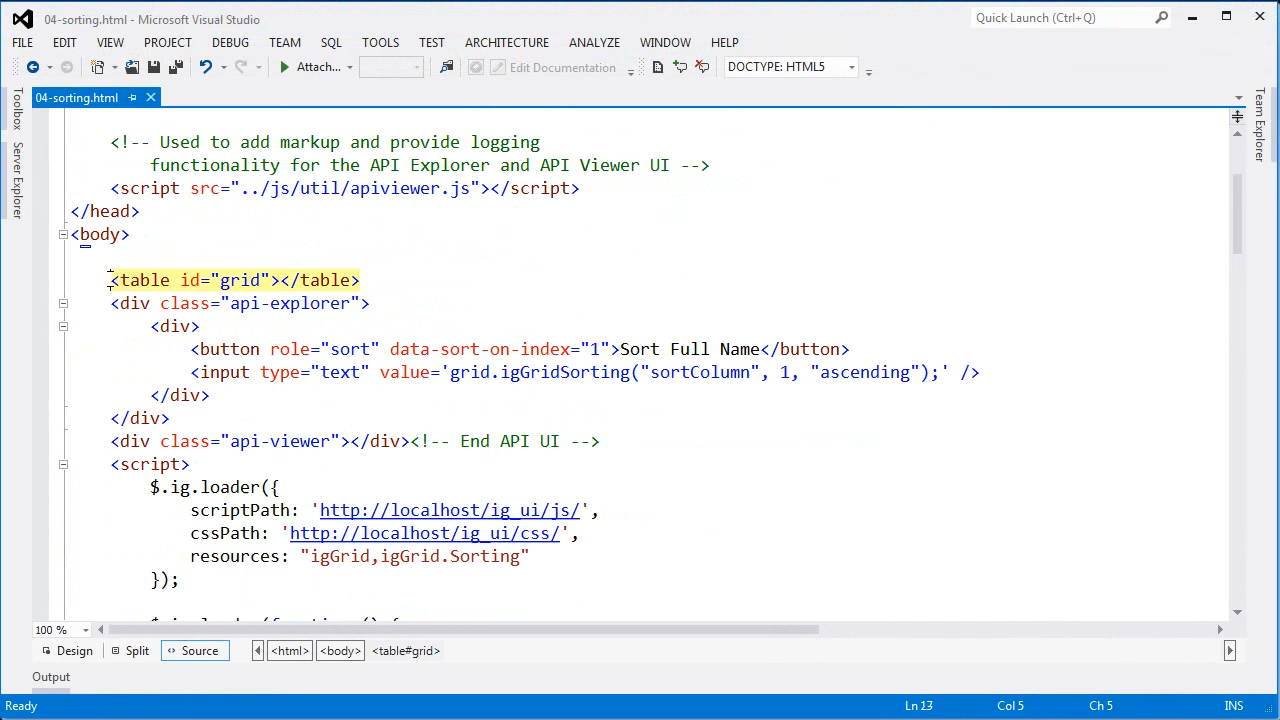 04-sorting.html - Microsoft Visual Studio
Quick Launch (Ctrl+Q)
FILE EDIT VIEW PROJECT DEBUG TEAM SQL TOOLS TEST ARCHITECTURE ANALYZE WINDOW HELP
Attach... Edit Documentation DOCTYPE: HTML5
04-sorting.html
Toolbox
Server Explorer
Team Explorer
<!-- Used to add markup and provide logging
functionality for the API Explorer and API Viewer UI -->
<script src="../js/util/apiviewer.js"></script>
</head>
<body>
<table id="grid"></table>
<div class="api-explorer">
<div>
<button role="sort" data-sort-on-index="1">Sort Full Name</button>
<input type="text" value='grid.igGridSorting("sortColumn", 1, "ascending");' />
</div>
</div>
<div class="api-viewer"></div><!-- End API UI -->
<script>
$.ig.loader({
scriptPath: 'http://localhost/ig_ui/js/',
cssPath: 'http://localhost/ig_ui/css/',
resources: "igGrid,igGrid.Sorting"
});
100 %
Design Split Source <html> <body> <table#grid>
Output
Ready Ln 13 Col 5 Ch 5 INS